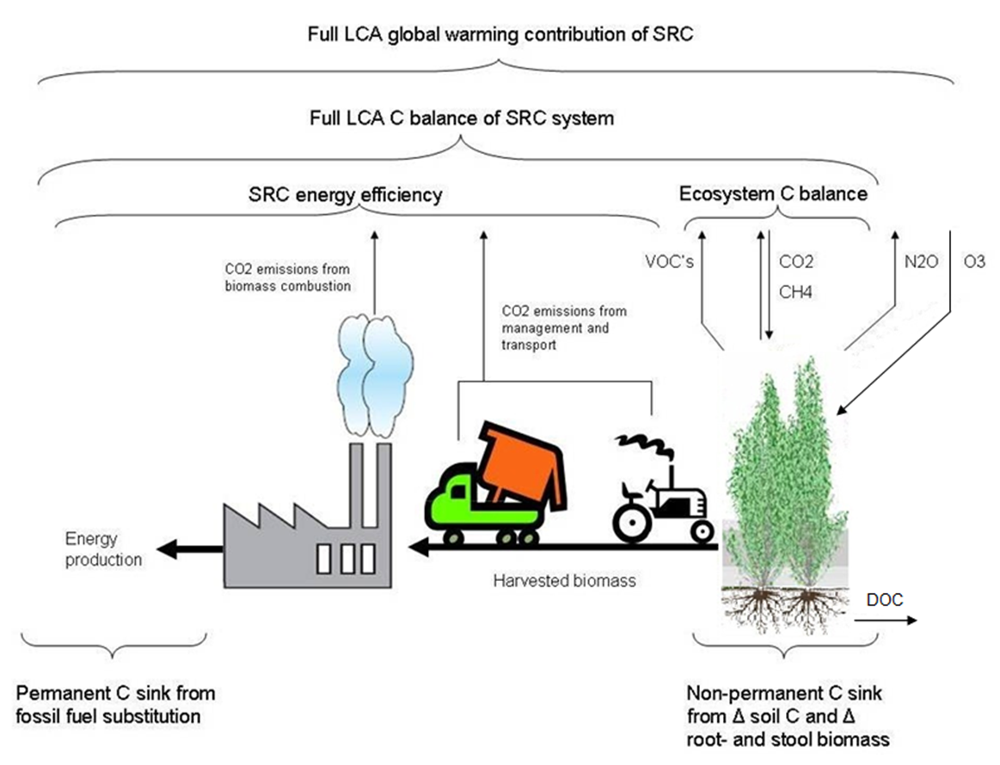 Full LCA global warming contribution of SRC
Full LCA C balance of SRC system
SRC energy efficiency
Ecosystem C balance
CO2 emissions from
biomass combustion
CO2 emissions from
management and
transport
VOC's
CO2
CH4
N2O
O3
Energy
production
Harvested biomass
DOC
Permanent C sink from
fossil fuel substitution
Non-permanent C sink
from Δ soil C and Δ
root- and stool biomass